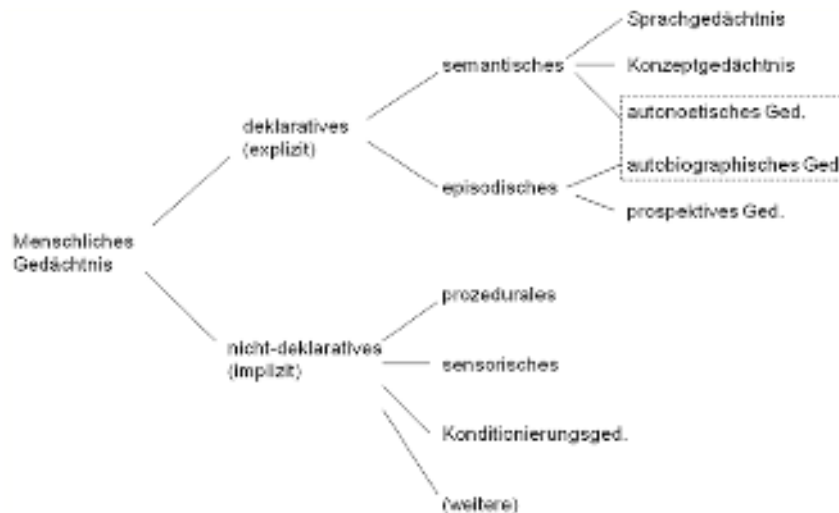 Sprachgedächtnis
semantisches
Konzeptgedächtnis
autonoetisches Ged.
deklaratives
(explizit)
autobiographisches Ged
episodisches
prospektives Ged.
Menschliches
Gedächtnis
prozedurales
nicht-deklaratives
(implizit)
sensorisches
Konditionierungsged.
(weitere)